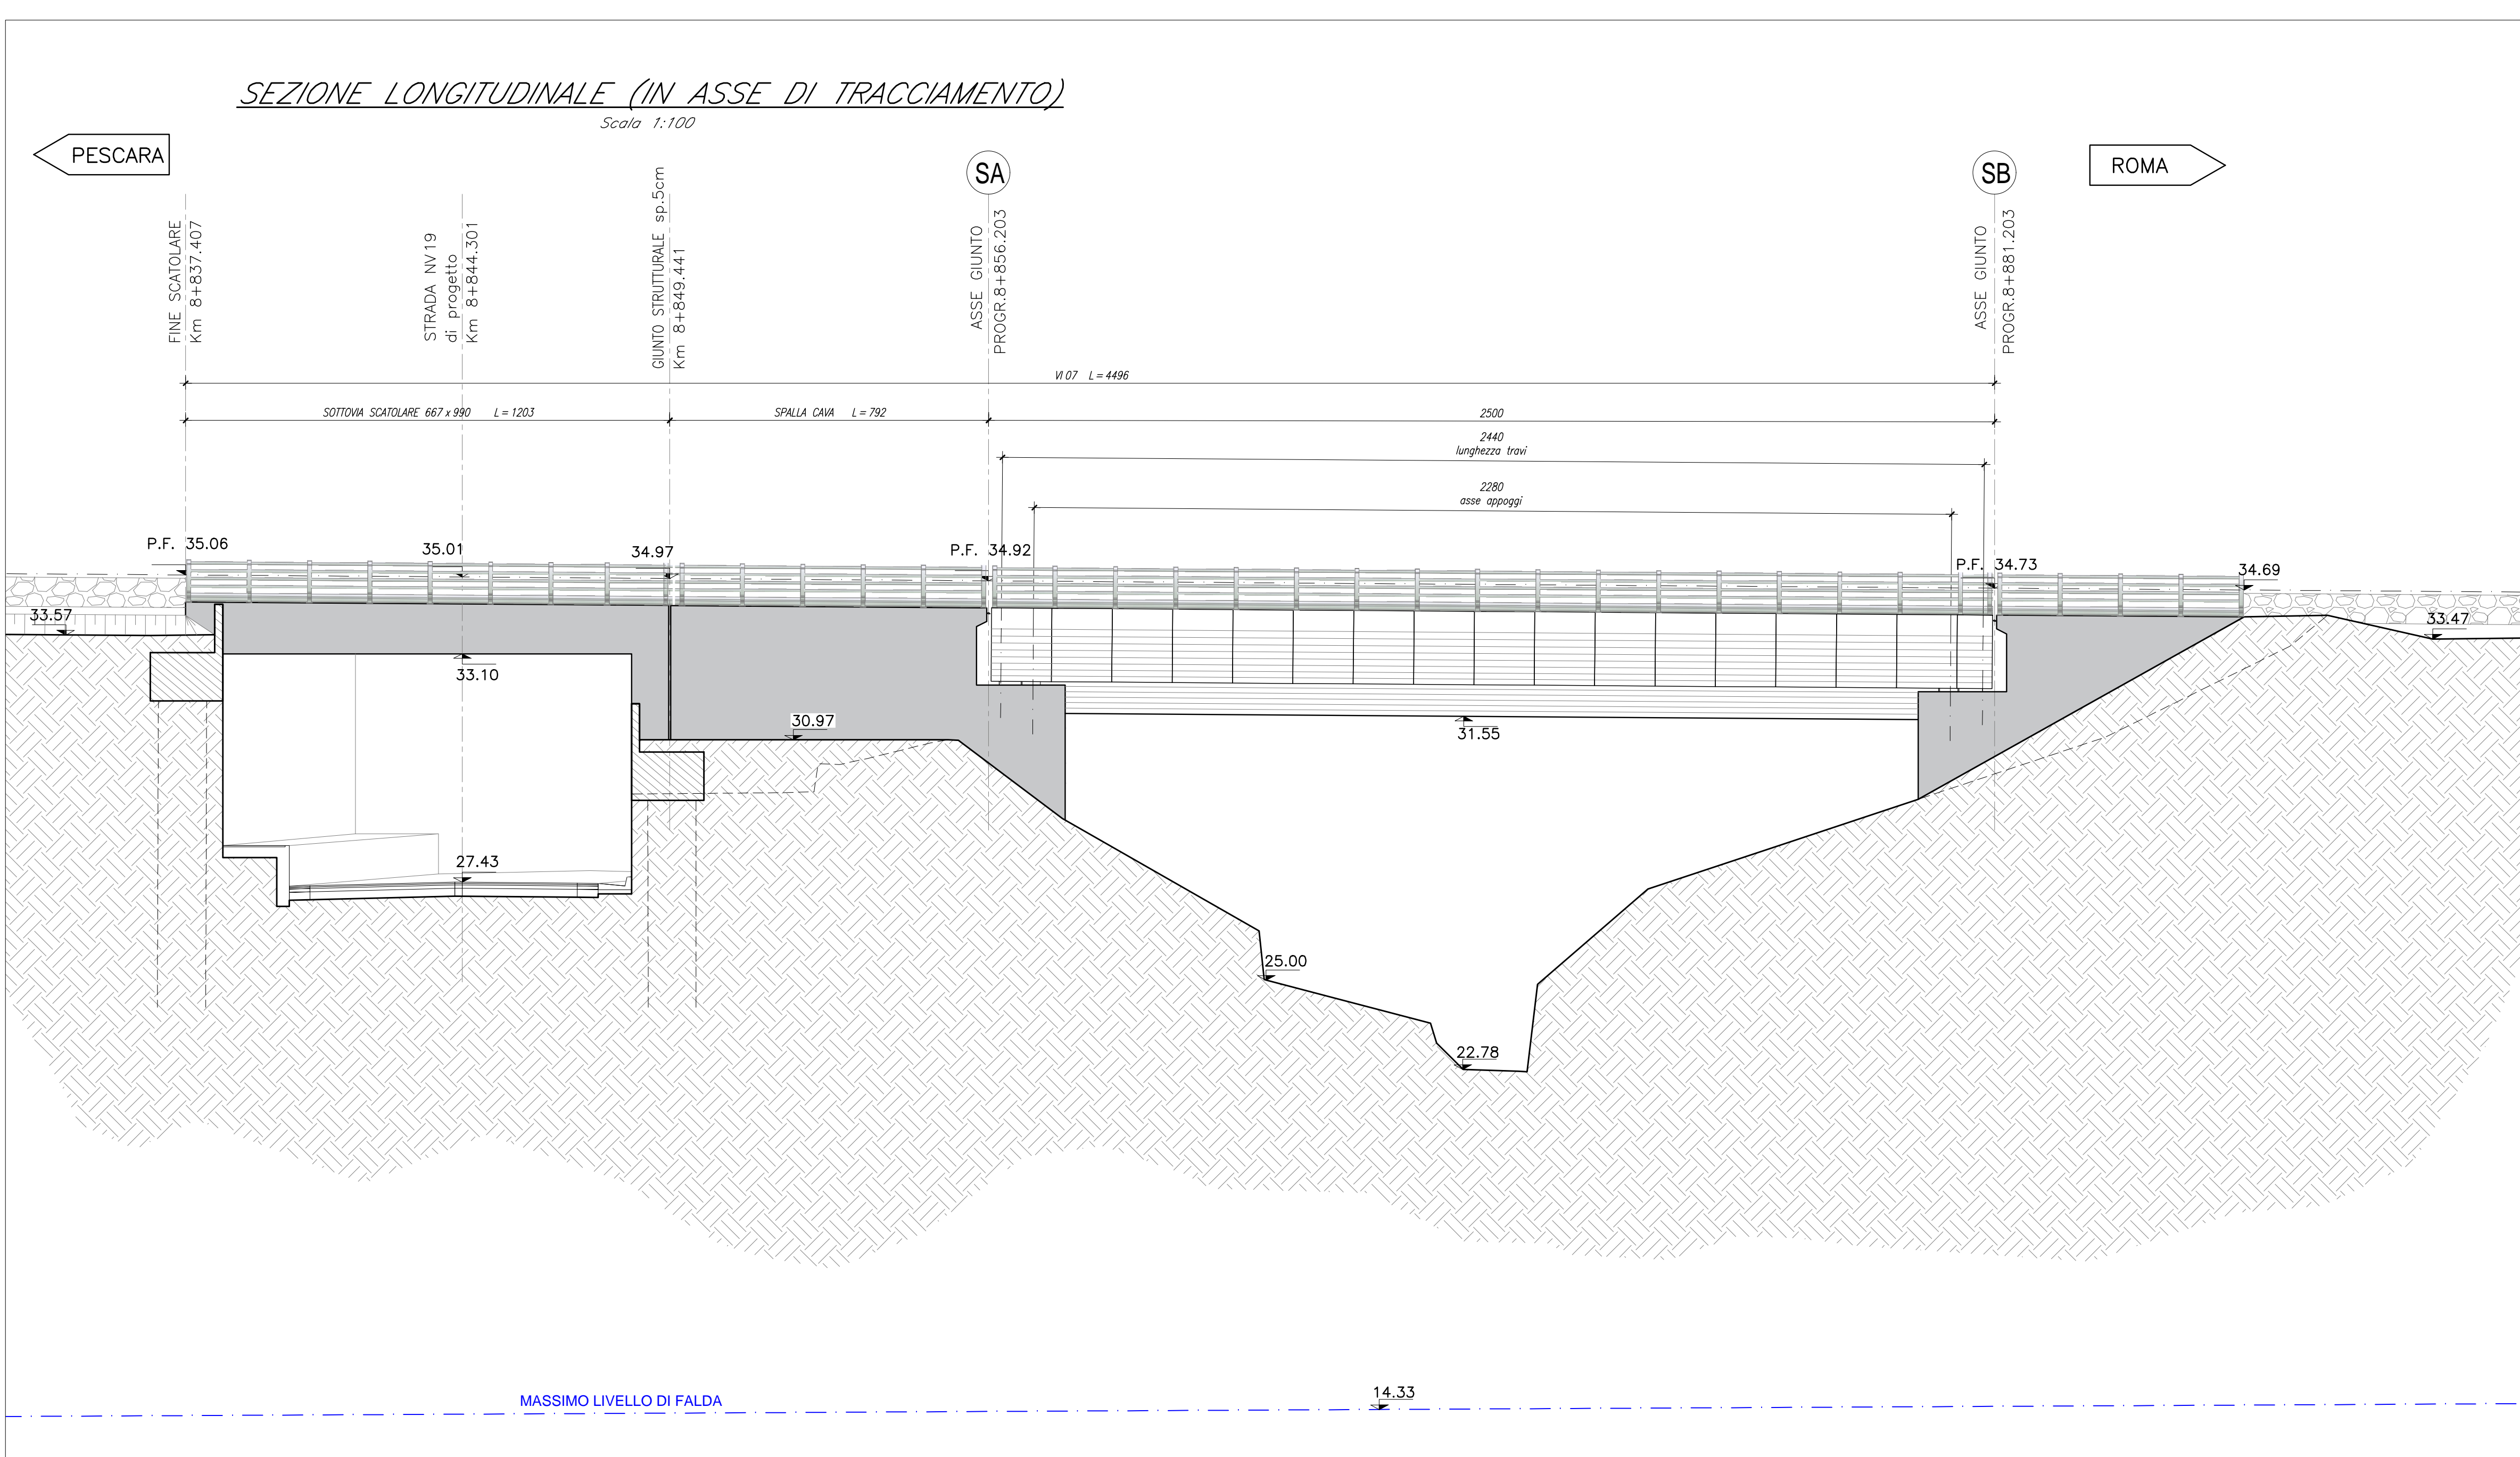 SEZIONE LONGITUDINALE (IN ASSE DI TRACCIAMENTO)
Scala 1:100
PESCARA
ROMA
SA
SB
FINE SCATOLARE
Km 8+837.407
STRADA NV19
di progetto
Km 8+844.301
GIUNTO STRUTTURALE sp.5cm
Km 8+849.441
ASSE GIUNTO
PROGR.8+856.203
ASSE GIUNTO
PROGR.8+881.203
VI 07 L = 4496
SOTTOVIA SCATOLARE 667 x 990 L = 1203
SPALLA CAVA L = 792
2500
2440
lunghezza travi
2280
asse appoggi
P.F. 35.06
35.01
34.97
P.F. 34.92
P.F. 34.73
34.69
33.57
33.47
33.10
30.97
31.55
27.43
25.00
22.78
14.33
MASSIMO LIVELLO DI FALDA